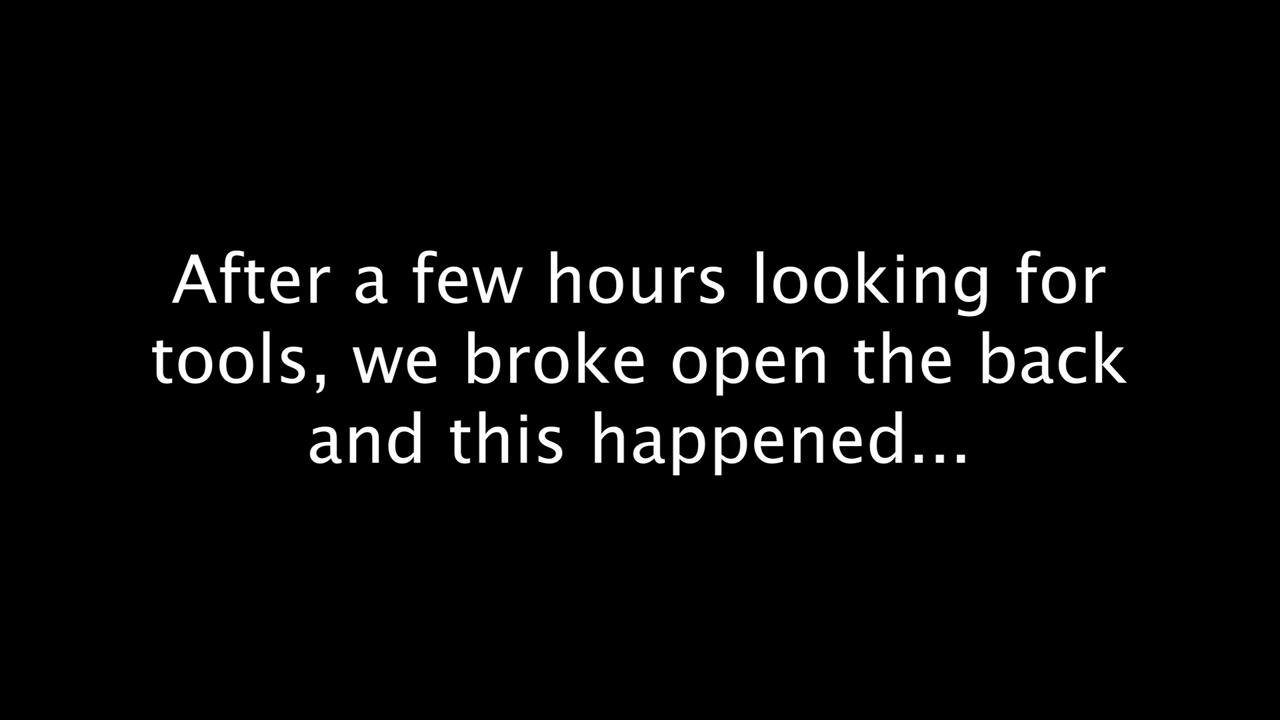 After a few hours looking for
tools, we broke open the back
and this happened...